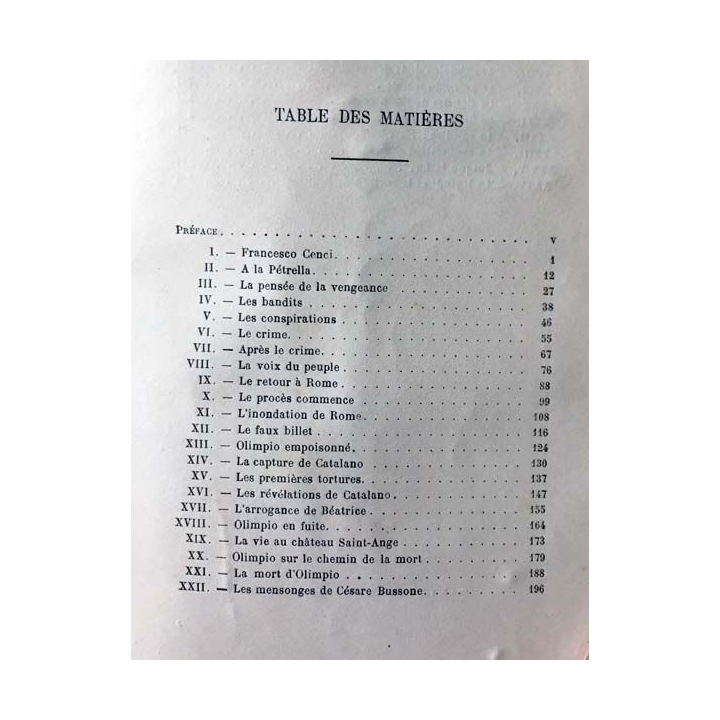 TABLE DES MATIÈRES
PRÉFACE. . . . . . . . . . . . . . . . . . . . . . . . v
I. — Francesco Cenci. . . . . . . . . . . . . . . . 1
II. — A la Pétrella. . . . . . . . . . . . . . . . . 12
III. — La pensée de la vengeance . . . . . . . . . . 27
IV. — Les bandits . . . . . . . . . . . . . . . . . 38
V. — Les conspirations . . . . . . . . . . . . . . . 46
VI. — Le crime. . . . . . . . . . . . . . . . . . . 55
VII. — Après le crime. . . . . . . . . . . . . . . . 67
VIII. — La voix du peuple . . . . . . . . . . . . . 76
IX. — Le retour à Rome . . . . . . . . . . . . . . . 88
X. — Le procès commence . . . . . . . . . . . . . . 99
XI. — L'inondation de Rome. . . . . . . . . . . . . 108
XII. — Le faux billet . . . . . . . . . . . . . . . 116
XIII. — Olimpio empoisonné. . . . . . . . . . . . . 124
XIV. — La capture de Catalano . . . . . . . . . . . 130
XV. — Les premières tortures. . . . . . . . . . . . 137
XVI. — Les révélations de Catalano. . . . . . . . . 147
XVII. — L'arrogance de Béatrice . . . . . . . . . . 155
XVIII. — Olimpio en fuite. . . . . . . . . . . . . . 164
XIX. — La vie au château Saint-Ange . . . . . . . . 173
XX. — Olimpio sur le chemin de la mort . . . . . . . 179
XXI. — La mort d'Olimpio . . . . . . . . . . . . . . 188
XXII. — Les mensonges de Césare Bussone. . . . . . . 196